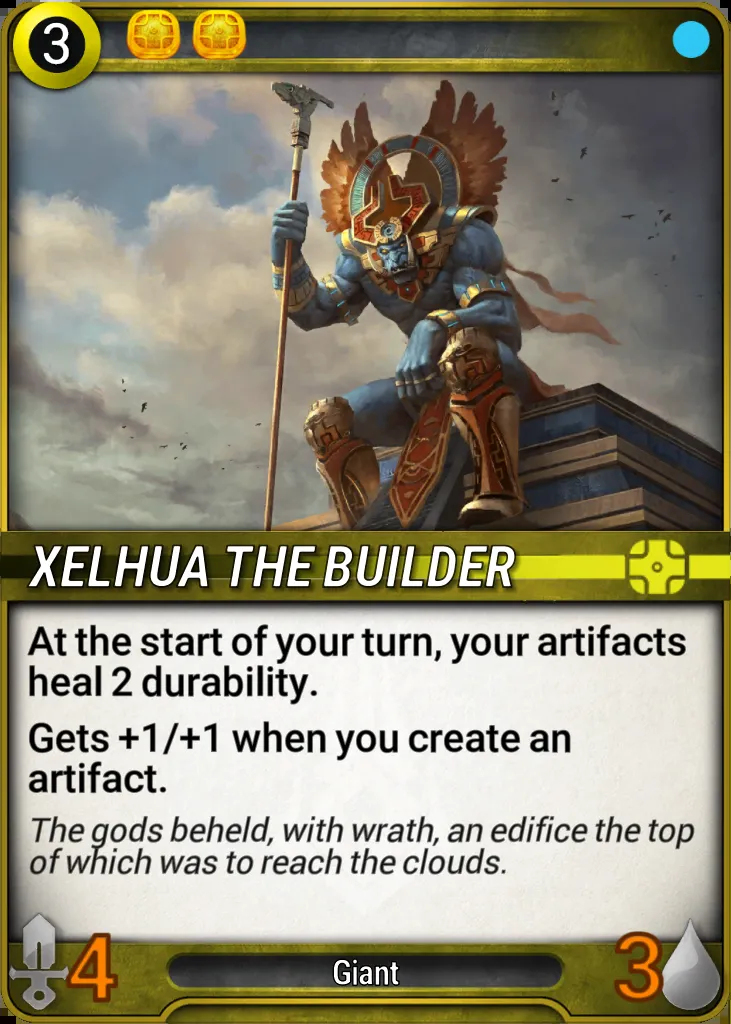 3
XELHUA THE BUILDER
At the start of your turn, your artifacts
heal 2 durability.
Gets +1/+1 when you create an
artifact.
The gods beheld, with wrath, an edifice the top
of which was to reach the clouds.
4
Giant
3